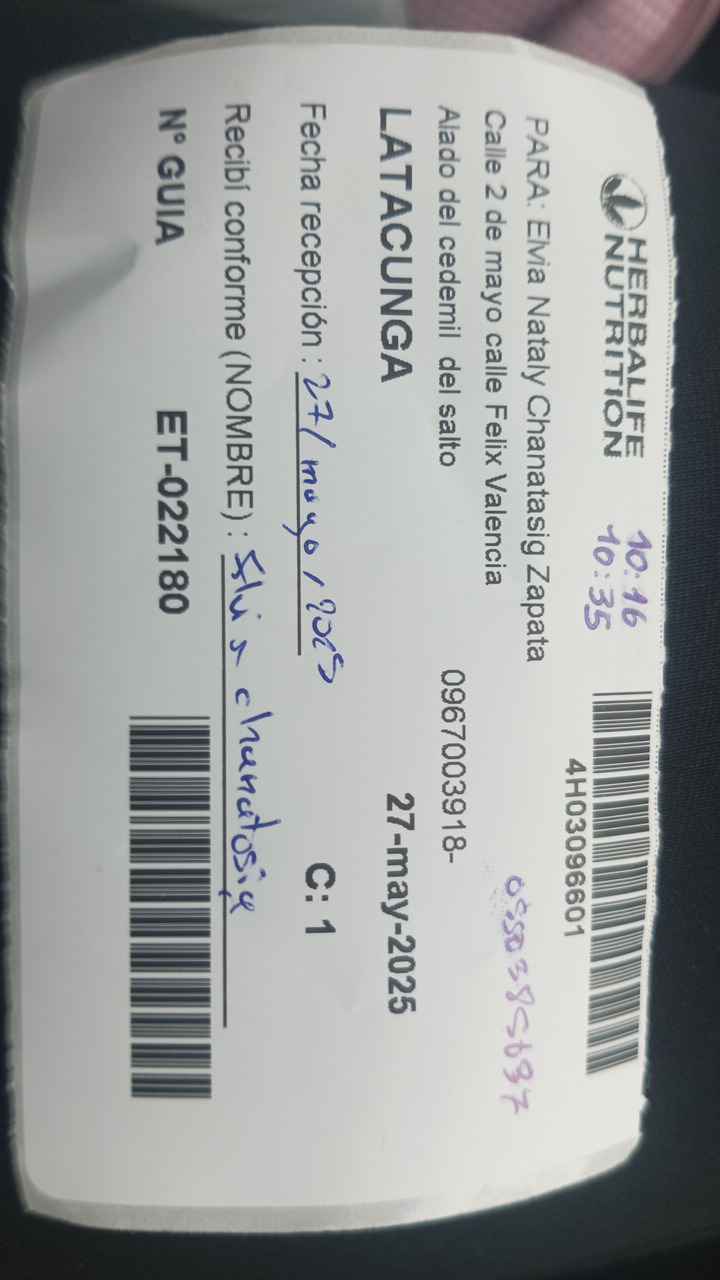 HERBALIFE
NUTRITION
10:16
10:35
4H03096601
PARA: Elvia Nataly Chanatasig Zapata
Calle 2 de mayo calle Felix Valencia
Alado del cedemil del salto
0967003918-
LATACUNGA
27-may-2025
Fecha recepción : 27/mayo/2025
C: 1
Recibí conforme (NOMBRE) : Elvia chanatasig
N° GUIA
ET-022180